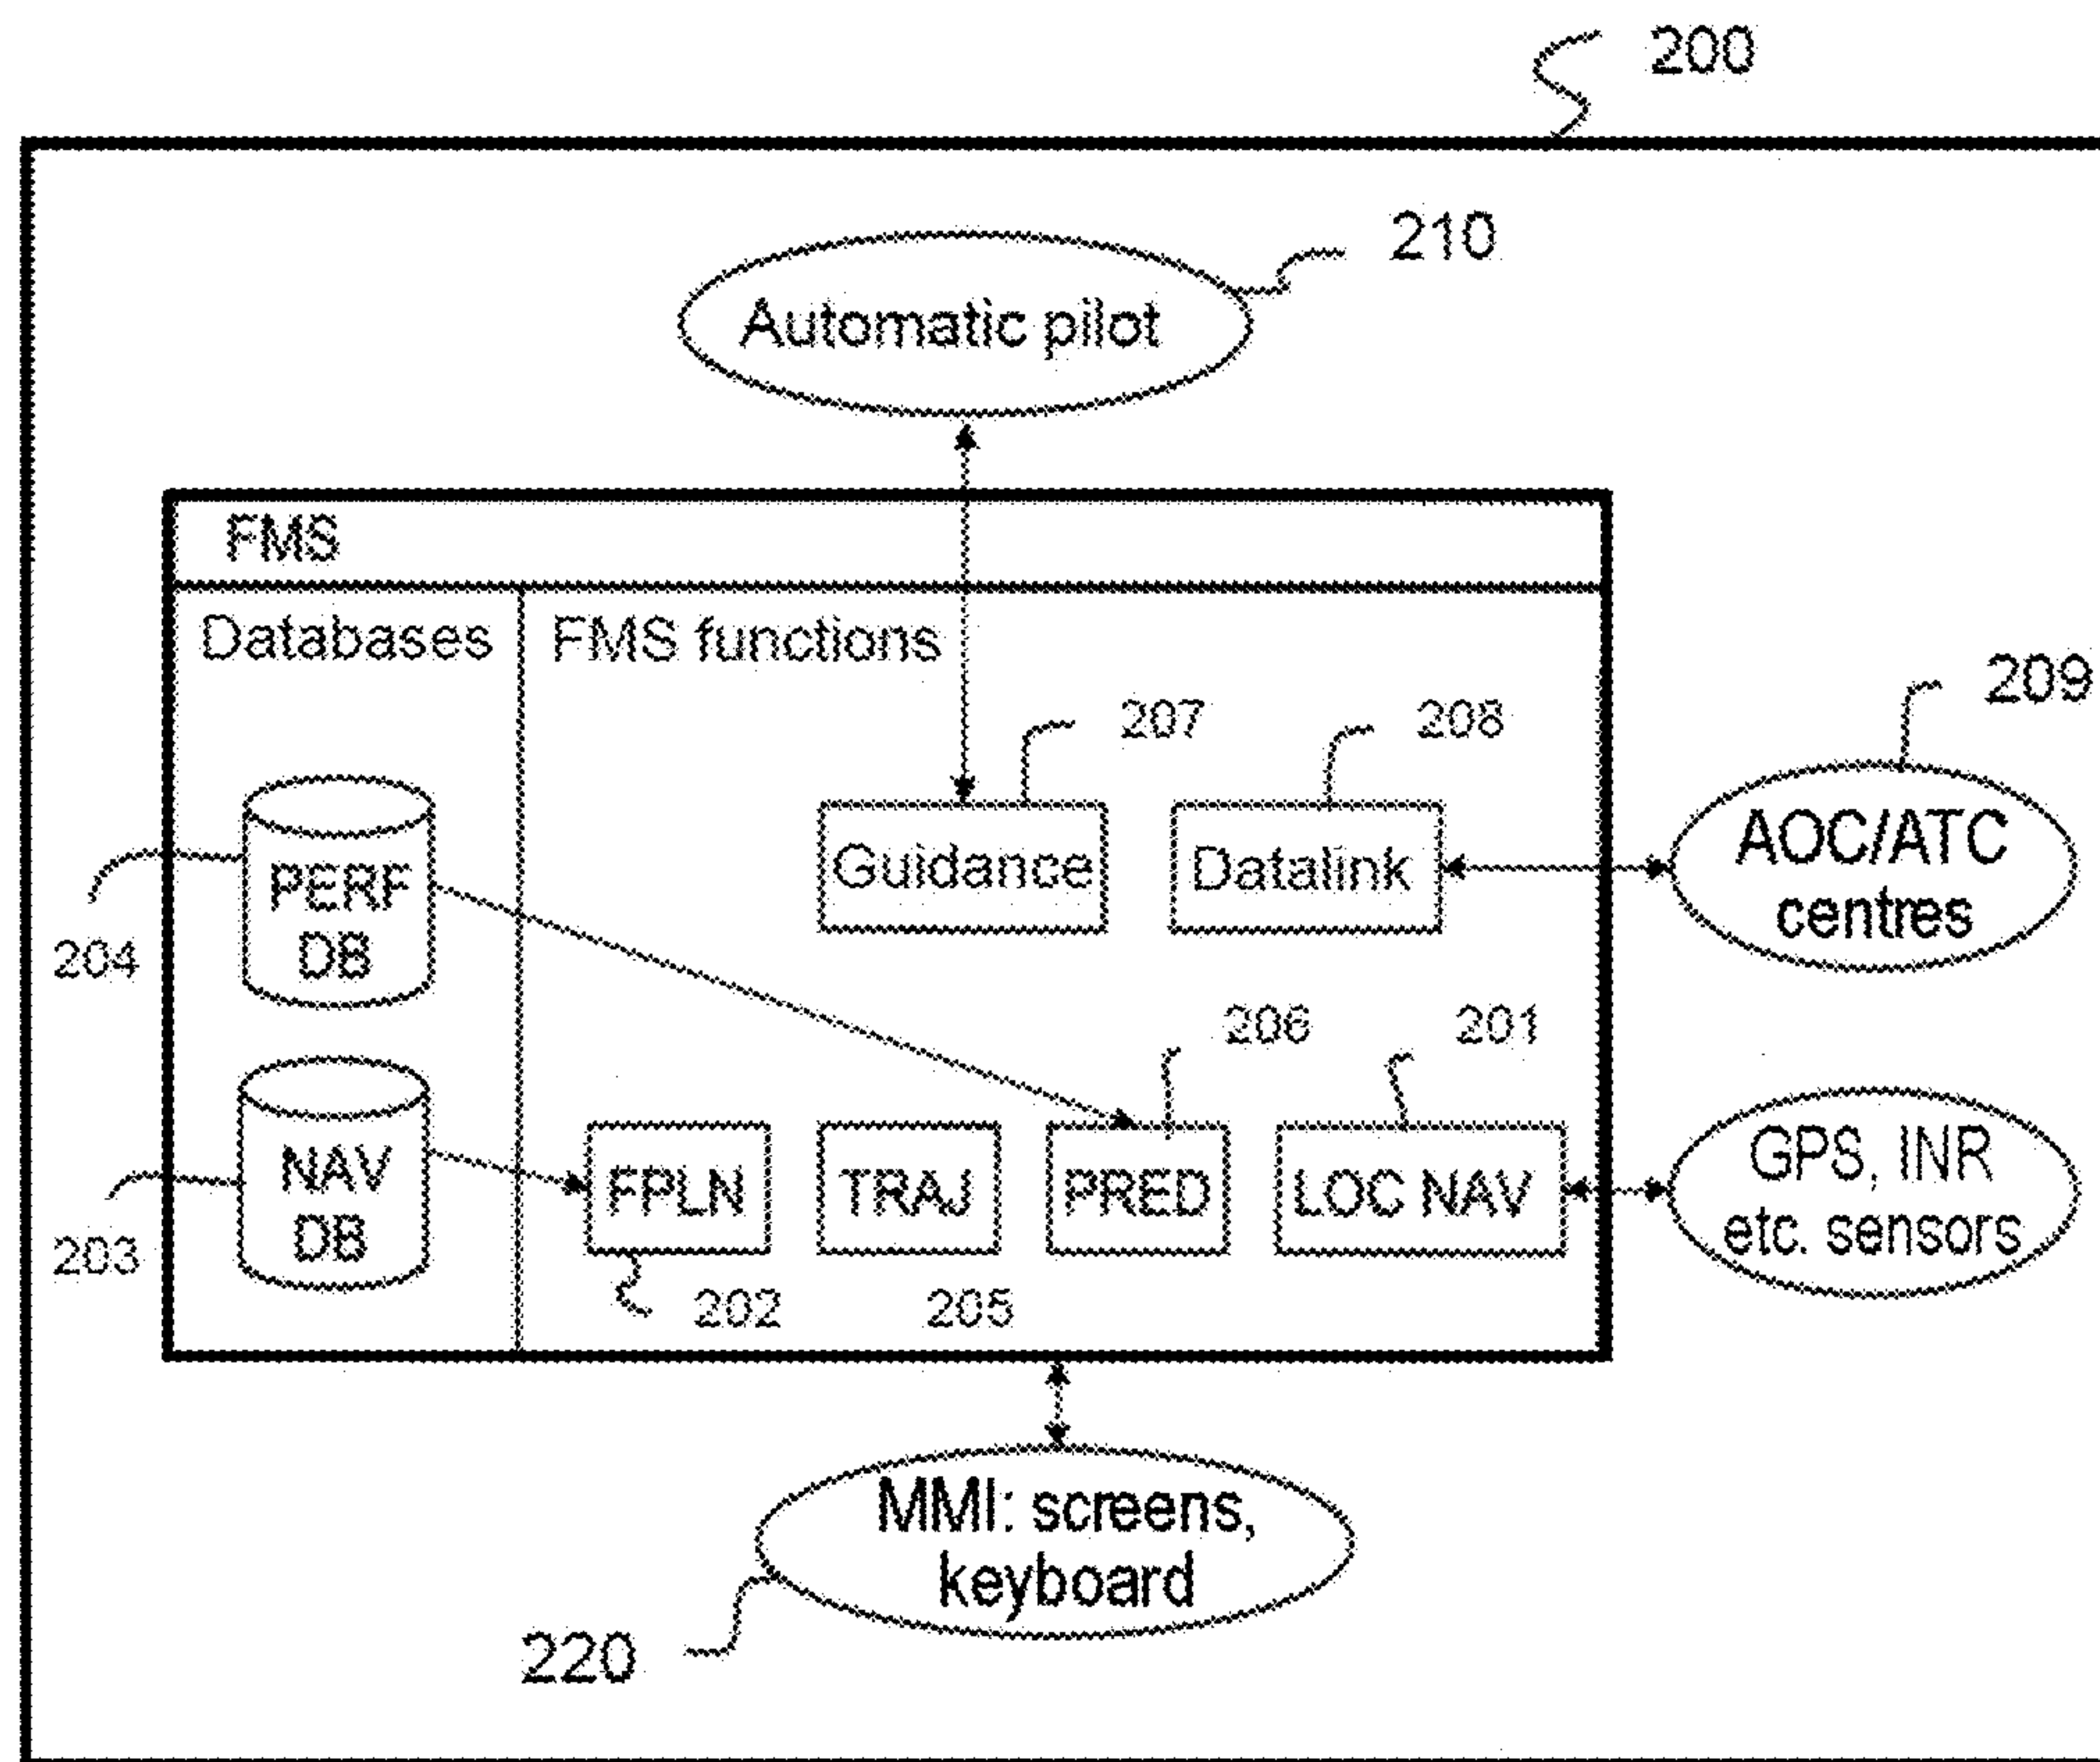 200
210
Automatic pilot
FMS
Databases
FMS functions
209
207
208
AOC/ATC
centres
Guidance
Datalink
PERF
DB
204
206
201
GPS, INR
etc. sensors
NAV
DB
FPLN
TRAJ
PRED
LOC NAV
203
202
205
MMI: screens,
keyboard
220